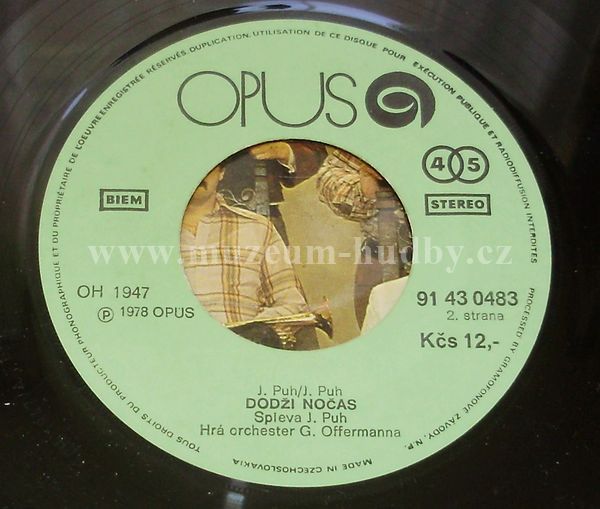 TOUS DROITS DU PRODUCTEUR PHONOGRAPHIQUE ET DU PROPRIÉTAIRE DE L'OEUVRE ENREGISTRÉE RÉSERVÉS. DUPLICATION. UTILISATION DE CE DISQUE POUR EXÉCUTION PUBLIQUE ET RADIODIFFUSION INTERDITES
OPUS
BIEM
45
STEREO
www.muzeum-hudby.cz
OH 1947
Ⓟ 1978 OPUS
91 43 0483
2. strana
Kčs 12,-
J. Puh/J. Puh
DODŽI NOČAS
Spieva J. Puh
Hrá orchester G. Offermanna
PROCESSED BY GRAMOFONOVÉ ZÁVODY, N.P.
MADE IN CZECHOSLOVAKIA